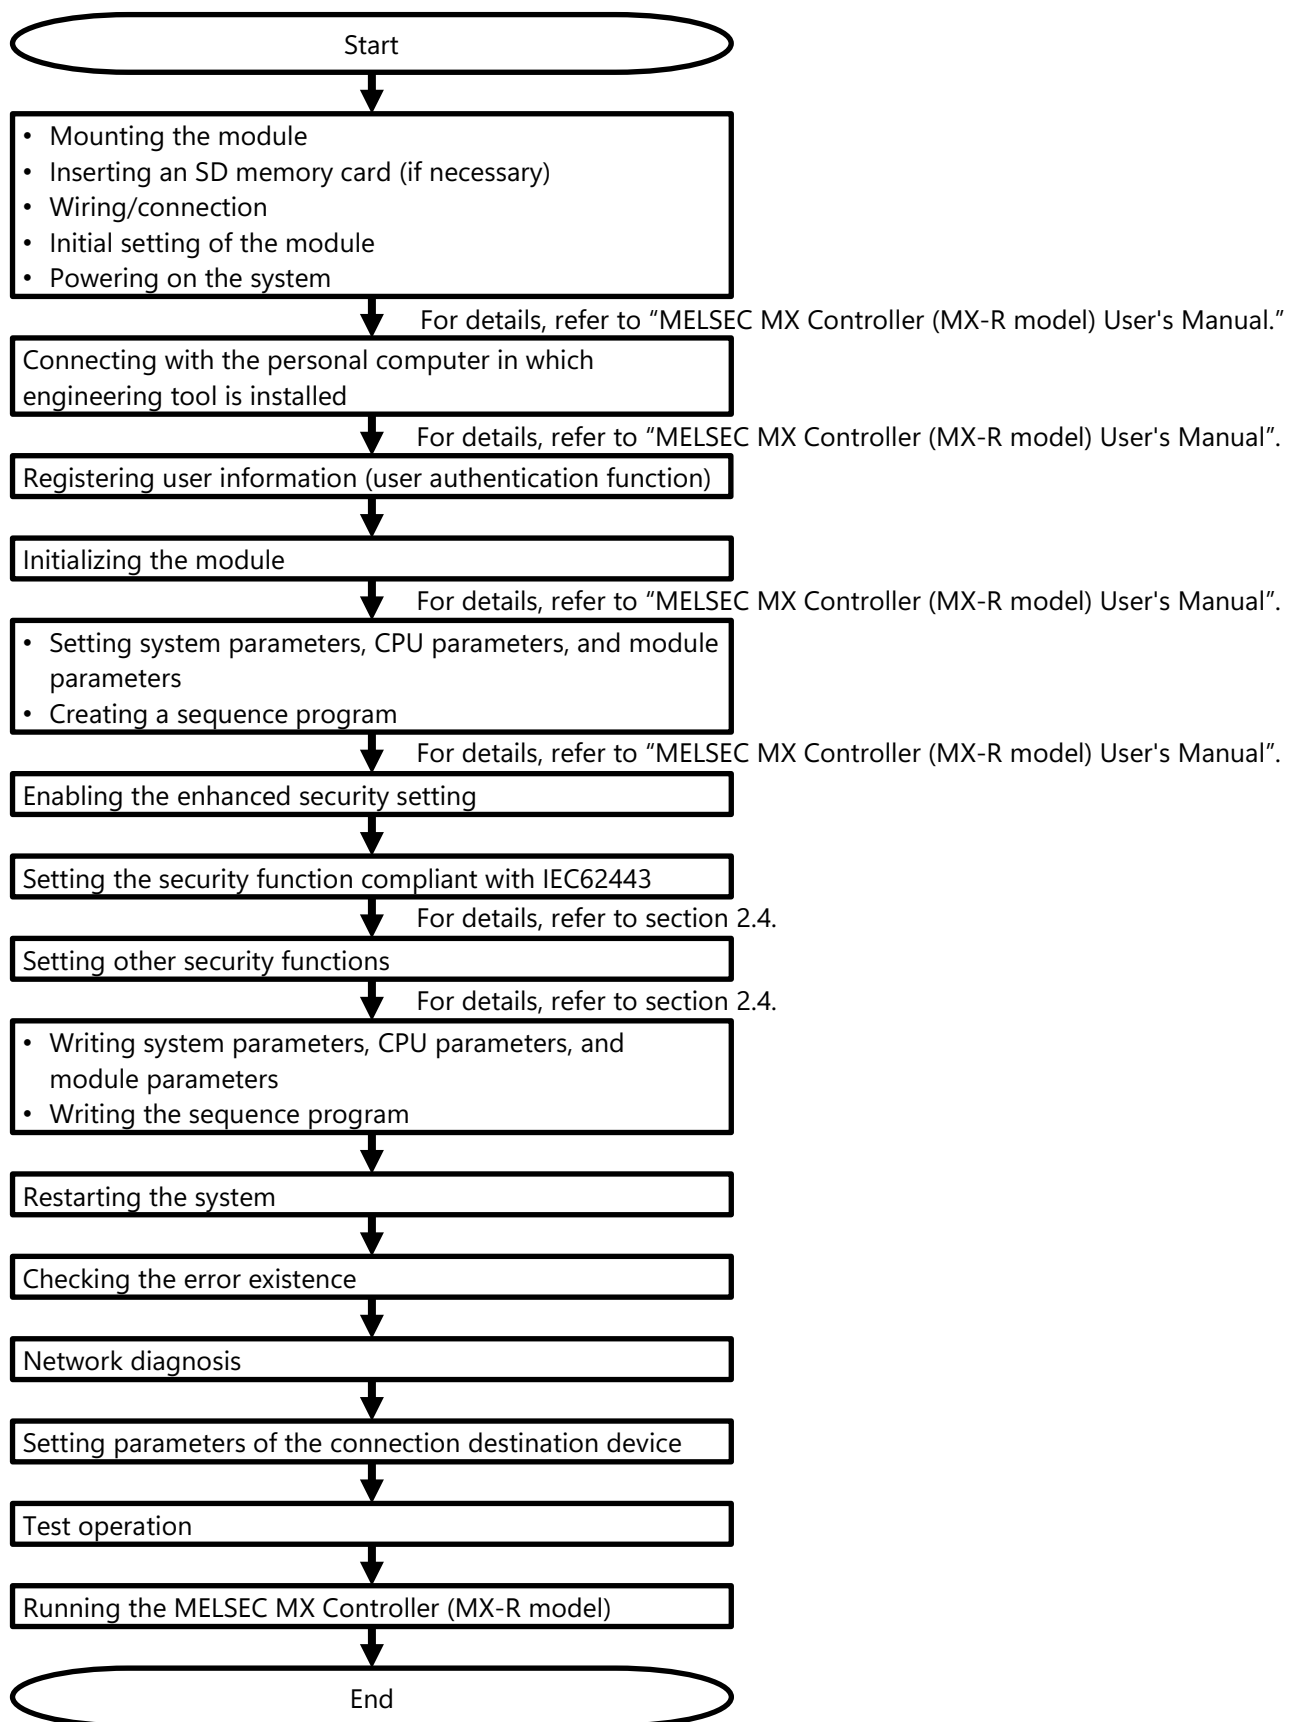 Start
• Mounting the module
• Inserting an SD memory card (if necessary)
• Wiring/connection
• Initial setting of the module
• Powering on the system
For details, refer to “MELSEC MX Controller (MX-R model) User's Manual.”
Connecting with the personal computer in which
engineering tool is installed
For details, refer to “MELSEC MX Controller (MX-R model) User's Manual”.
Registering user information (user authentication function)
Initializing the module
For details, refer to “MELSEC MX Controller (MX-R model) User's Manual”.
• Setting system parameters, CPU parameters, and module
parameters
• Creating a sequence program
For details, refer to “MELSEC MX Controller (MX-R model) User's Manual”.
Enabling the enhanced security setting
Setting the security function compliant with IEC62443
For details, refer to section 2.4.
Setting other security functions
For details, refer to section 2.4.
• Writing system parameters, CPU parameters, and
module parameters
• Writing the sequence program
Restarting the system
Checking the error existence
Network diagnosis
Setting parameters of the connection destination device
Test operation
Running the MELSEC MX Controller (MX-R model)
End